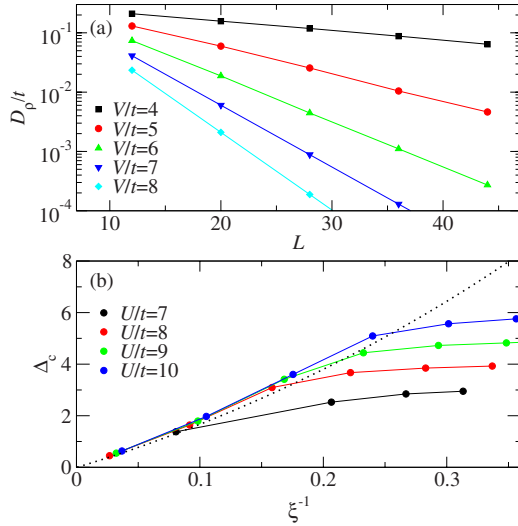 (a)
10⁻¹
10⁻²
10⁻³
10⁻⁴
D_ρ/t
V/t=4
V/t=5
V/t=6
V/t=7
V/t=8
10 20 30 40
L
(b)
8
6
4
2
0
Δ_c
U/t=7
U/t=8
U/t=9
U/t=10
0 0.1 0.2 0.3
ξ⁻¹